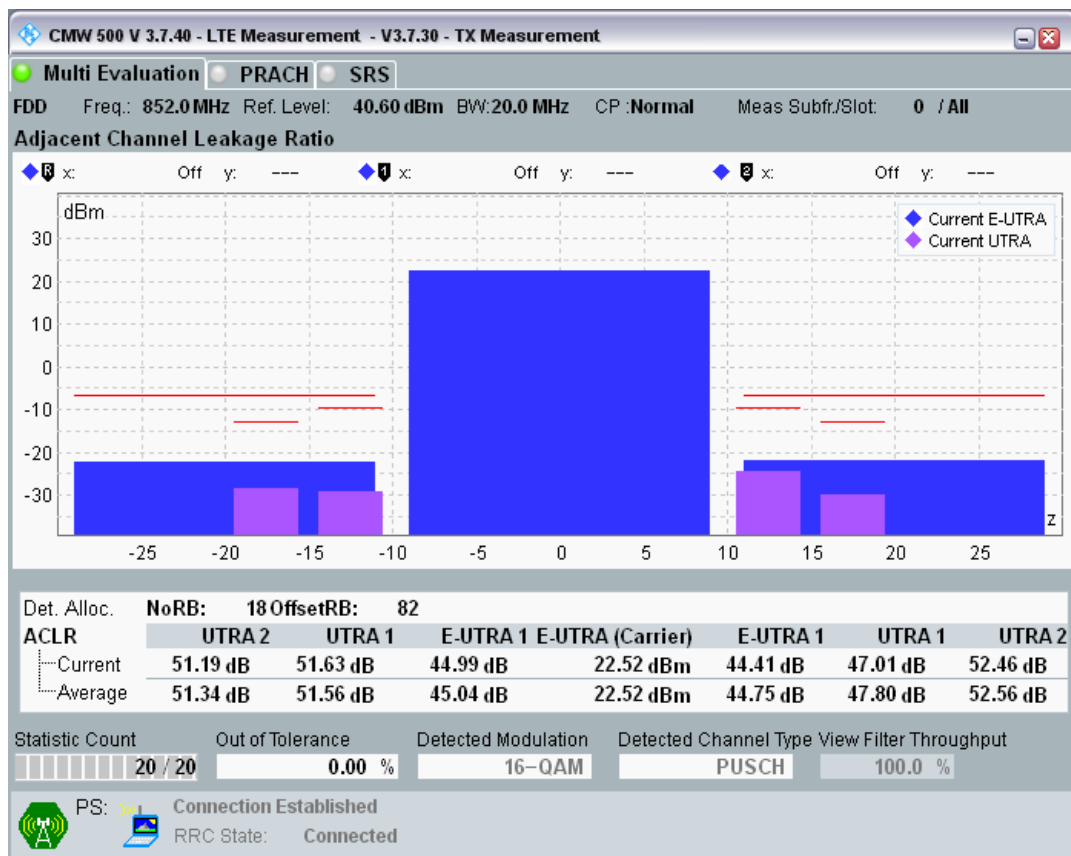 CMW 500 V 3.7.40 - LTE Measurement - V3.7.30 - TX Measurement
Multi Evaluation PRACH SRS
FDD Freq.: 852.0 MHz Ref. Level: 40.60 dBm BW:20.0 MHz CP :Normal Meas Subfr./Slot: 0 / All
Adjacent Channel Leakage Ratio
R x: Off y: --- 1 x: Off y: --- 2 x: Off y: ---
dBm
Current E-UTRA
Current UTRA
30
20
10
0
-10
-20
-30
z
-25 -20 -15 -10 -5 0 5 10 15 20 25
Det. Alloc. NoRB: 18 OffsetRB: 82
ACLR UTRA 2 UTRA 1 E-UTRA 1 E-UTRA (Carrier) E-UTRA 1 UTRA 1 UTRA 2
Current 51.19 dB 51.63 dB 44.99 dB 22.52 dBm 44.41 dB 47.01 dB 52.46 dB
Average 51.34 dB 51.56 dB 45.04 dB 22.52 dBm 44.75 dB 47.80 dB 52.56 dB
Statistic Count Out of Tolerance Detected Modulation Detected Channel Type View Filter Throughput
20 / 20 0.00 % 16-QAM PUSCH 100.0 %
PS: Connection Established
RRC State: Connected